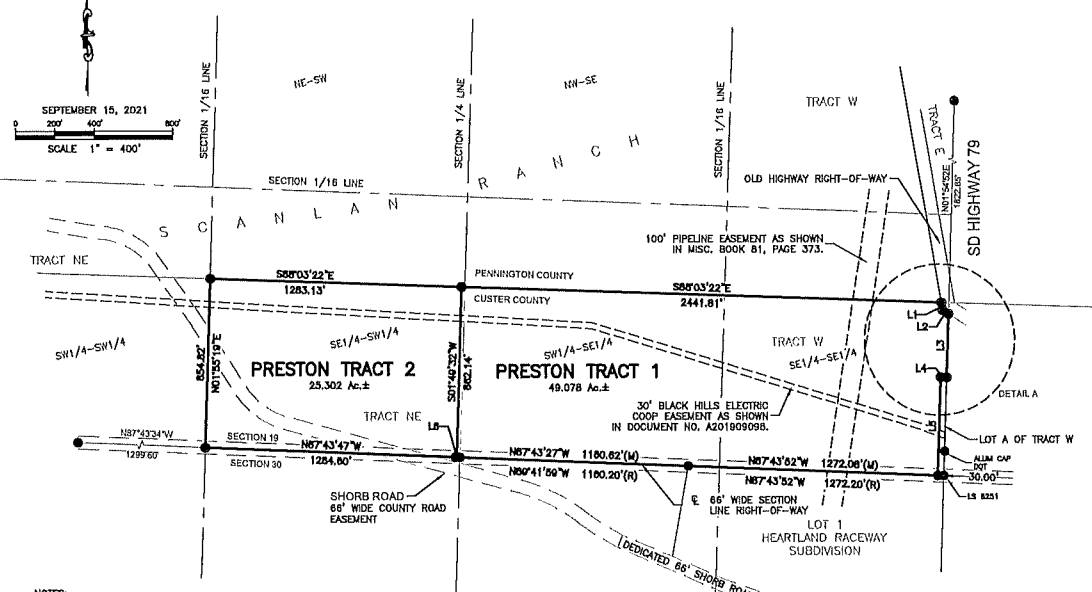 SEPTEMBER 15, 2021
0 200' 400' 800'
SCALE 1" = 400'
SECTION 1/16 LINE
NE-SW
SECTION 1/4 LINE
NW-SE
SECTION 1/16 LINE
TRACT W
TRACT E
N01°54'52"E
1822.65'
SD HIGHWAY 79
SECTION 1/16 LINE
SCANLAN RANCH
OLD HIGHWAY RIGHT-OF-WAY
100' PIPELINE EASEMENT AS SHOWN
IN MISC. BOOK 81, PAGE 373.
TRACT NE
S88°03'22"E
1283.13'
PENNINGTON COUNTY
CUSTER COUNTY
S88°03'22"E
2441.81'
L1
L2
L3
L4
L5
SW1/4-SW1/4
854.82'
N01°55'19"E
SE1/4-SW1/4
PRESTON TRACT 2
25.302 Ac.±
S01°49'32"W
862.14'
SW1/4-SE1/4
PRESTON TRACT 1
49.078 Ac.±
TRACT W
SE1/4-SE1/4
DETAIL A
30' BLACK HILLS ELECTRIC
COOP EASEMENT AS SHOWN
IN DOCUMENT NO. A201909098.
TRACT NE
L6
LOT A OF TRACT W
ALUM CAP
DOT
30.00'
LS 8251
N87°43'34"W
1299.60
SECTION 19
SECTION 30
N87°43'47"W
1284.60'
N87°43'27"W 1160.62'(M)
N89°41'59"W 1160.20'(R)
N87°43'52"W 1272.08'(M)
N87°43'52"W 1272.20'(R)
SHORB ROAD
66' WIDE COUNTY ROAD
EASEMENT
℄ 66' WIDE SECTION
LINE RIGHT-OF-WAY
LOT 1
HEARTLAND RACEWAY
SUBDIVISION
DEDICATED 66' SHORB ROAD
NOTES: